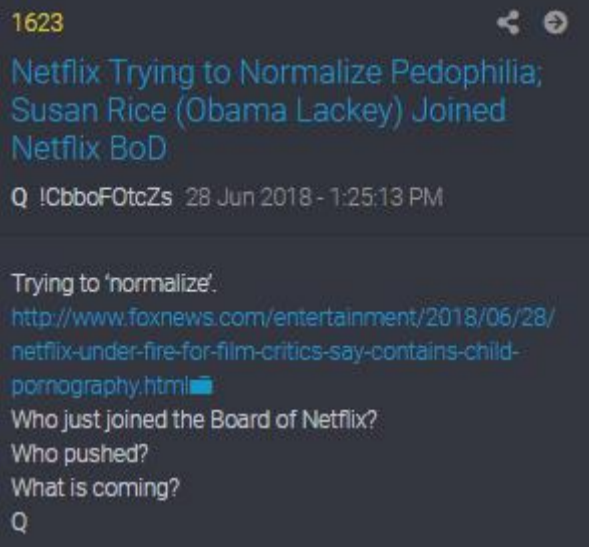 1623
Netflix Trying to Normalize Pedophilia;
Susan Rice (Obama Lackey) Joined
Netflix BoD
Q !CbboFOtcZs 28 Jun 2018 - 1:25:13 PM
Trying to ‘normalize’.
http://www.foxnews.com/entertainment/2018/06/28/
netflix-under-fire-for-film-critics-say-contains-child-
pornography.html
Who just joined the Board of Netflix?
Who pushed?
What is coming?
Q